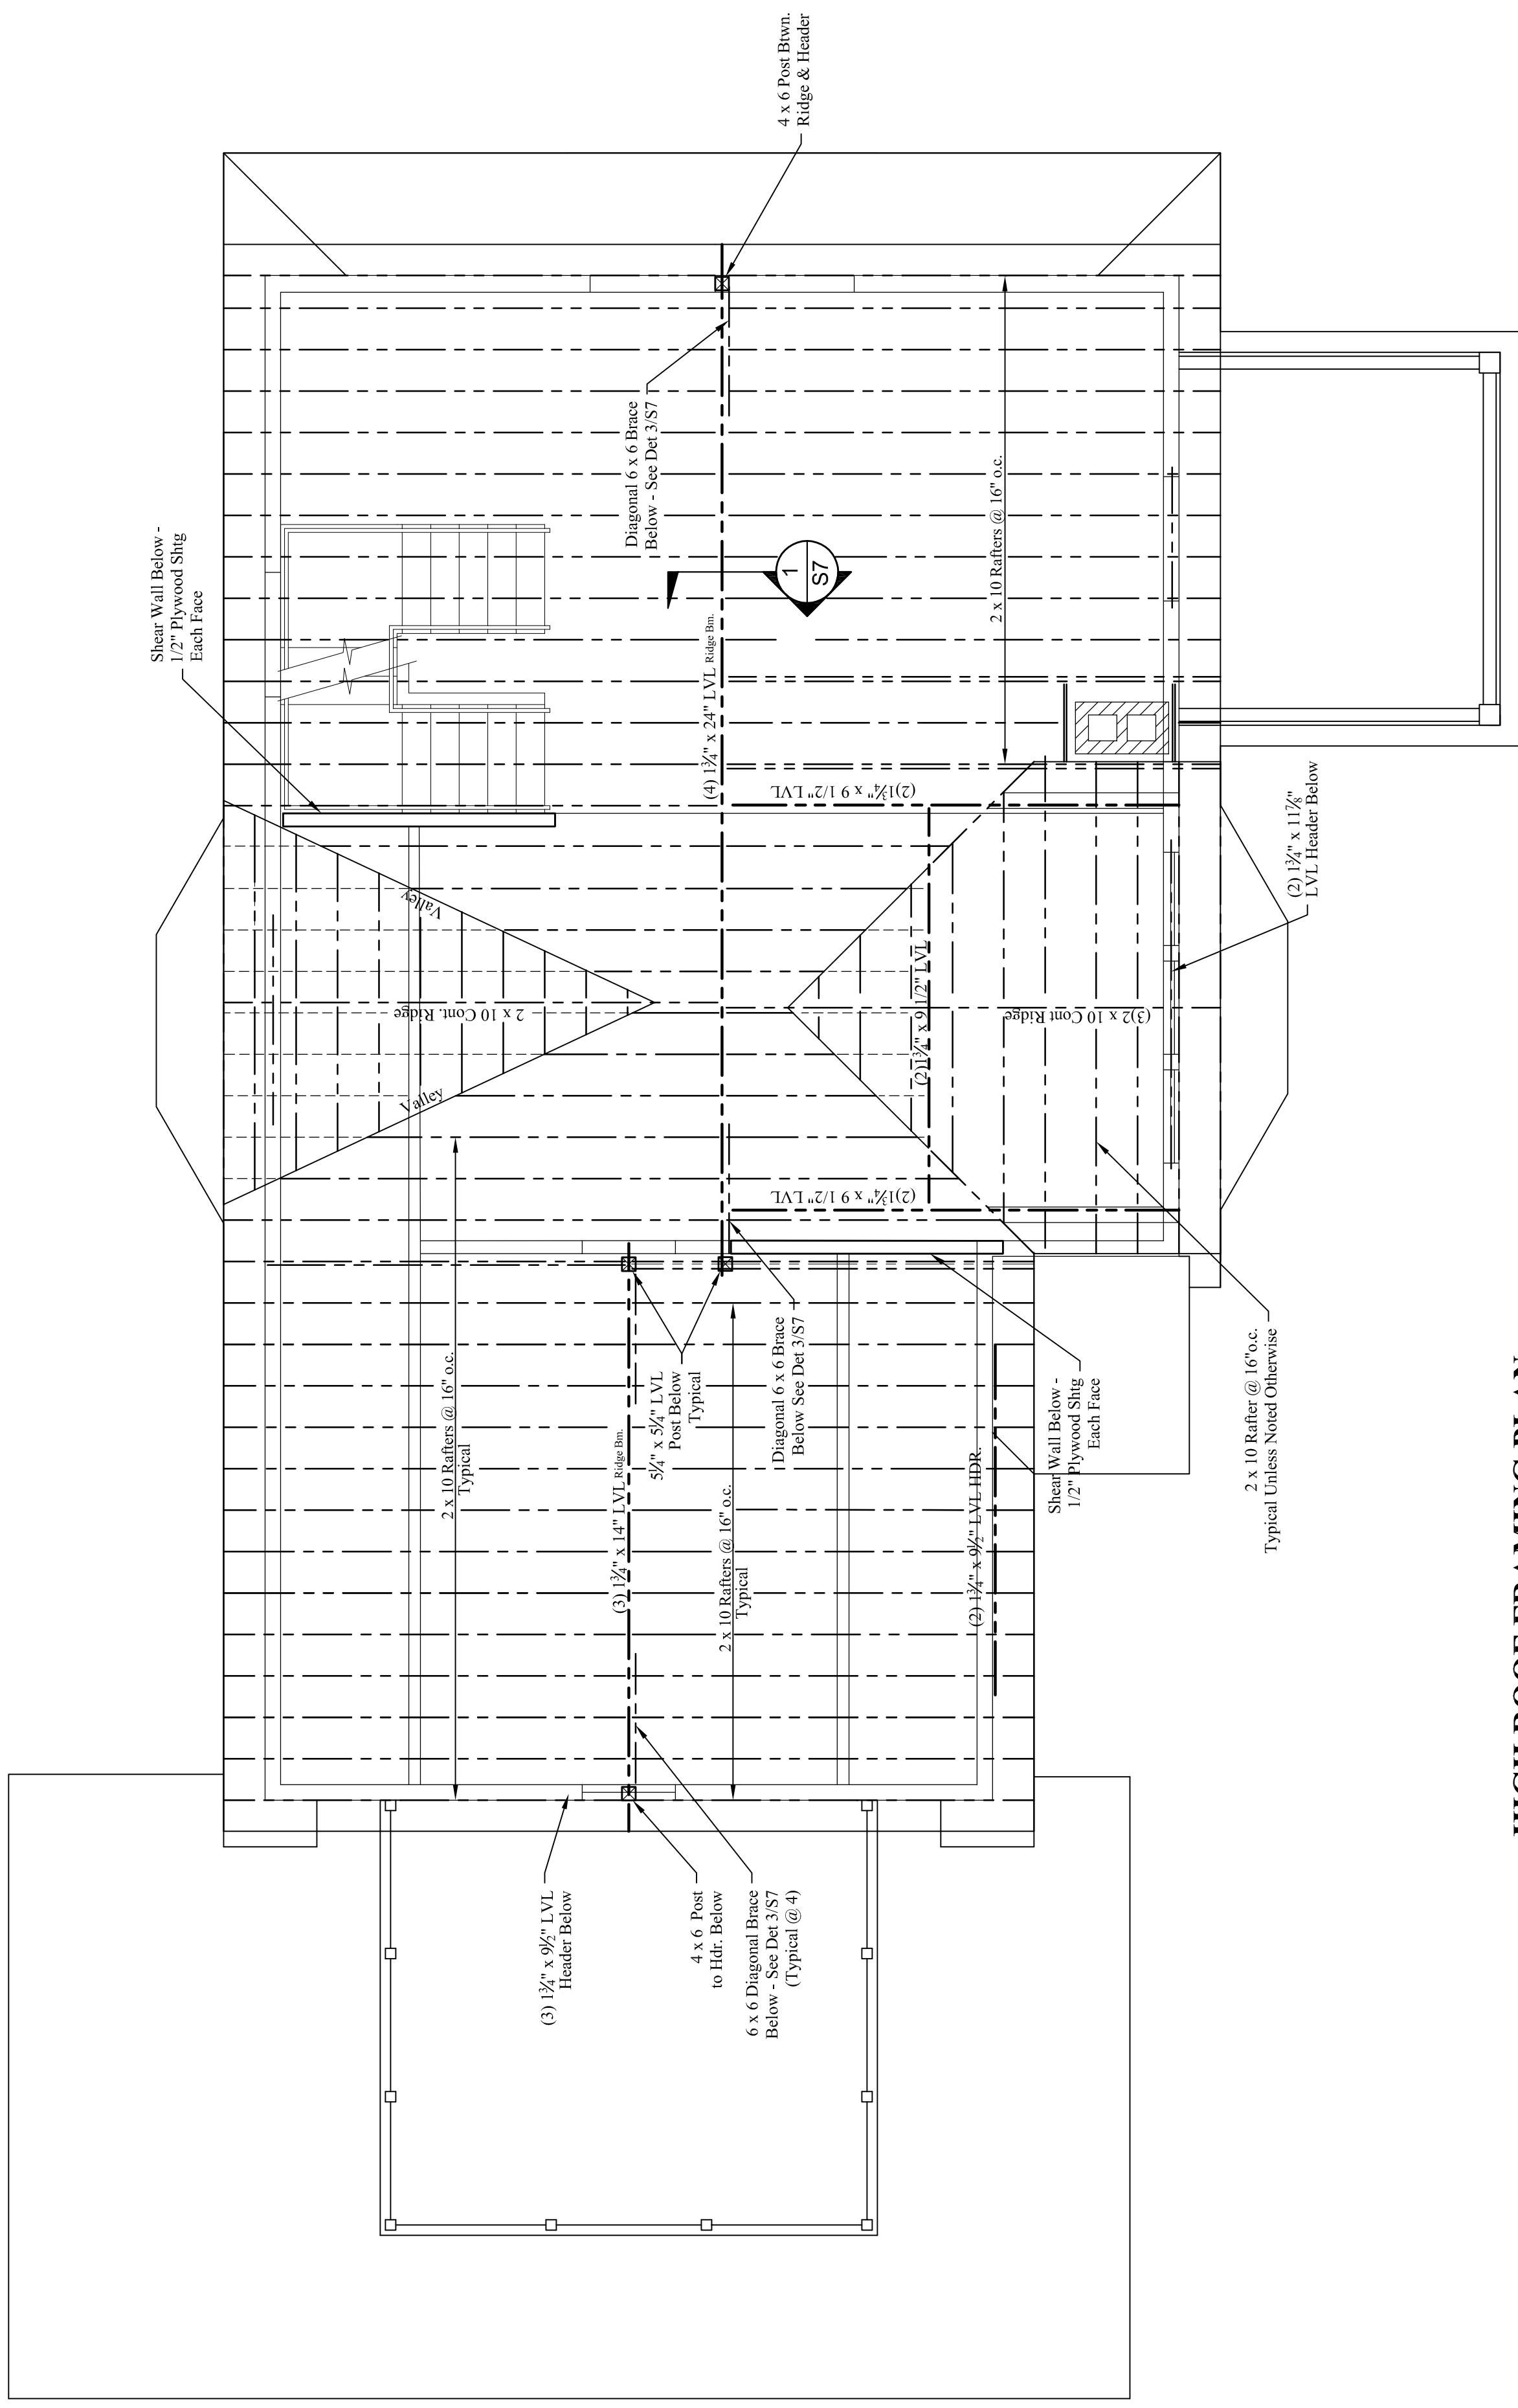 4 x 6 Post Btwn.
Ridge & Header
Shear Wall Below -
1/2" Plywood Shtg
Each Face
Diagonal 6 x 6 Brace
Below - See Det 3/S7
1
S7
2 x 10 Rafters @ 16" o.c.
(4) 1¾" x 24" LVL Ridge Bm.
(2)1¾" x 9 1/2" LVL
(2) 1¾" x 11⅞"
LVL Header Below
Valley
2 x 10 Cont. Ridge
Valley
(2)1¾" x 9 1/2" LVL
(3)2 x 10 Cont Ridge
(2)1¾" x 9 1/2" LVL
2 x 10 Rafters @ 16" o.c.
Typical
5¼" x 5¼" LVL
Post Below
Typical
Diagonal 6 x 6 Brace
Below See Det 3/S7
Shear Wall Below -
1/2" Plywood Shtg
Each Face
2 x 10 Rafter @ 16"o.c.
Typical Unless Noted Otherwise
(3) 1¾" x 14" LVL Ridge Bm.
2 x 10 Rafters @ 16" o.c.
Typical
(2) 1¾" x 9½" LVL HDR.
(3) 1¾" x 9½" LVL
Header Below
4 x 6 Post
to Hdr. Below
6 x 6 Diagonal Brace
Below - See Det 3/S7
(Typical @ 4)